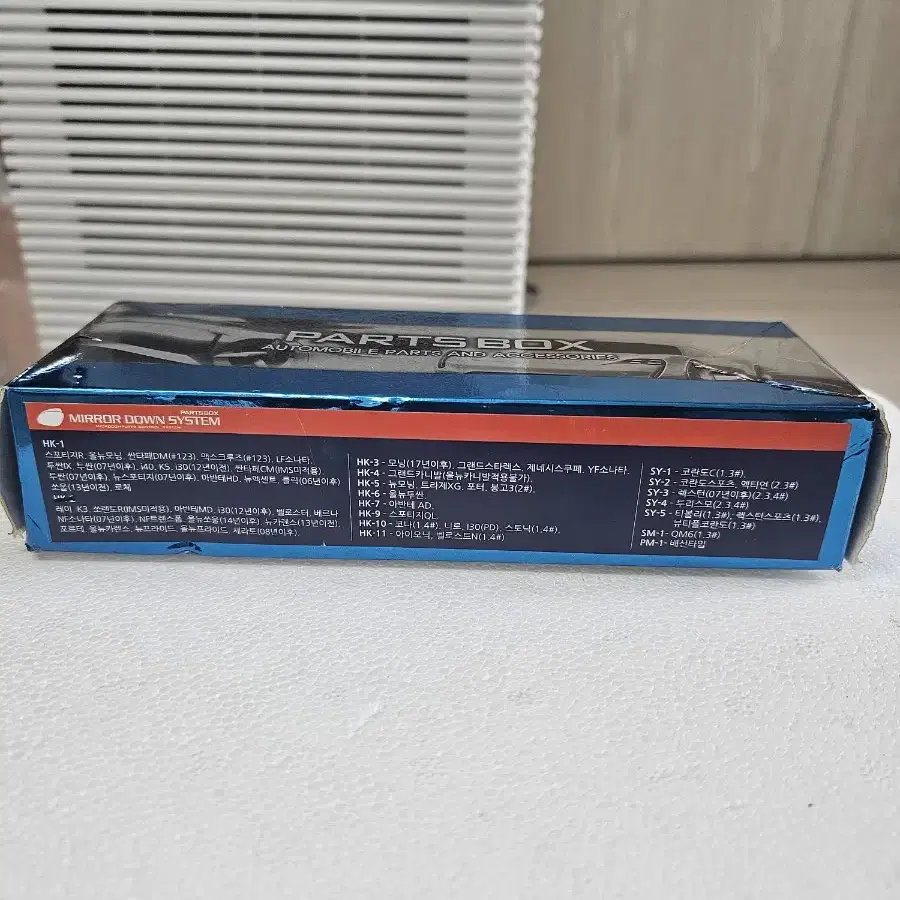 PARTS BOX
AUTOMOBILE PARTS AND ACCESSORIES
PARTSBOX
MIRROR DOWN SYSTEM
HK-1
스포티지R, 올뉴모닝, 싼타페DM(#123), 맥스크루즈(#123), LF소나타,
투싼IX, 투싼(07년이후), i40, K5, i30(12년이전), 싼타페CM(IMS미적용)
투싼(07년이후), 뉴스포티지(07년이후), 아반테HD, 뉴엑센트, 클릭(06년이후)
쏘울(13년이전), 로체
레이, K3, 쏘렌도R(IMS미적용), 아반테MD, i30(12년이후), 벨로스터, 베르나
NF소나타(07년이후), NF트렌스폼, 올뉴쏘울(14년이후), 뉴카렌스(13년이전),
포르테, 올뉴카렌스, 뉴프라이드, 올뉴프라이드, 쎄라토(08년이후),
HK-3 - 모닝(17년이후), 그랜드스타렉스, 제네시스쿠페, YF소나타,
HK-4 - 그랜드카니발(올뉴카니발적용불가),
HK-5 - 뉴모닝, 트라제XG, 포터, 봉고3(2.4#)
HK-6 - 올뉴투싼,
HK-7 - 아반테 AD,
HK-9 - 스포티지QL,
HK-10 - 코나(1,4#), 니로, I30(PD), 스토닉(1,4#),
HK-11 - 아이오닉, 벨로스트N(1,4#)
SY-1 - 코란도C(1,3#),
SY-2 - 코란도스포츠, 액티언 (2,3#)
SY-3 - 렉스터(07년이후)(2,3,4#)
SY-4 - 투리스모(2,3,4#)
SY-5 - 티볼리(1,3#)- 렉스터스포츠(1,3#),
뷰티풀코란도(1,3#)
SM-1- QM6(1,3#)
PM-1- 배선타입